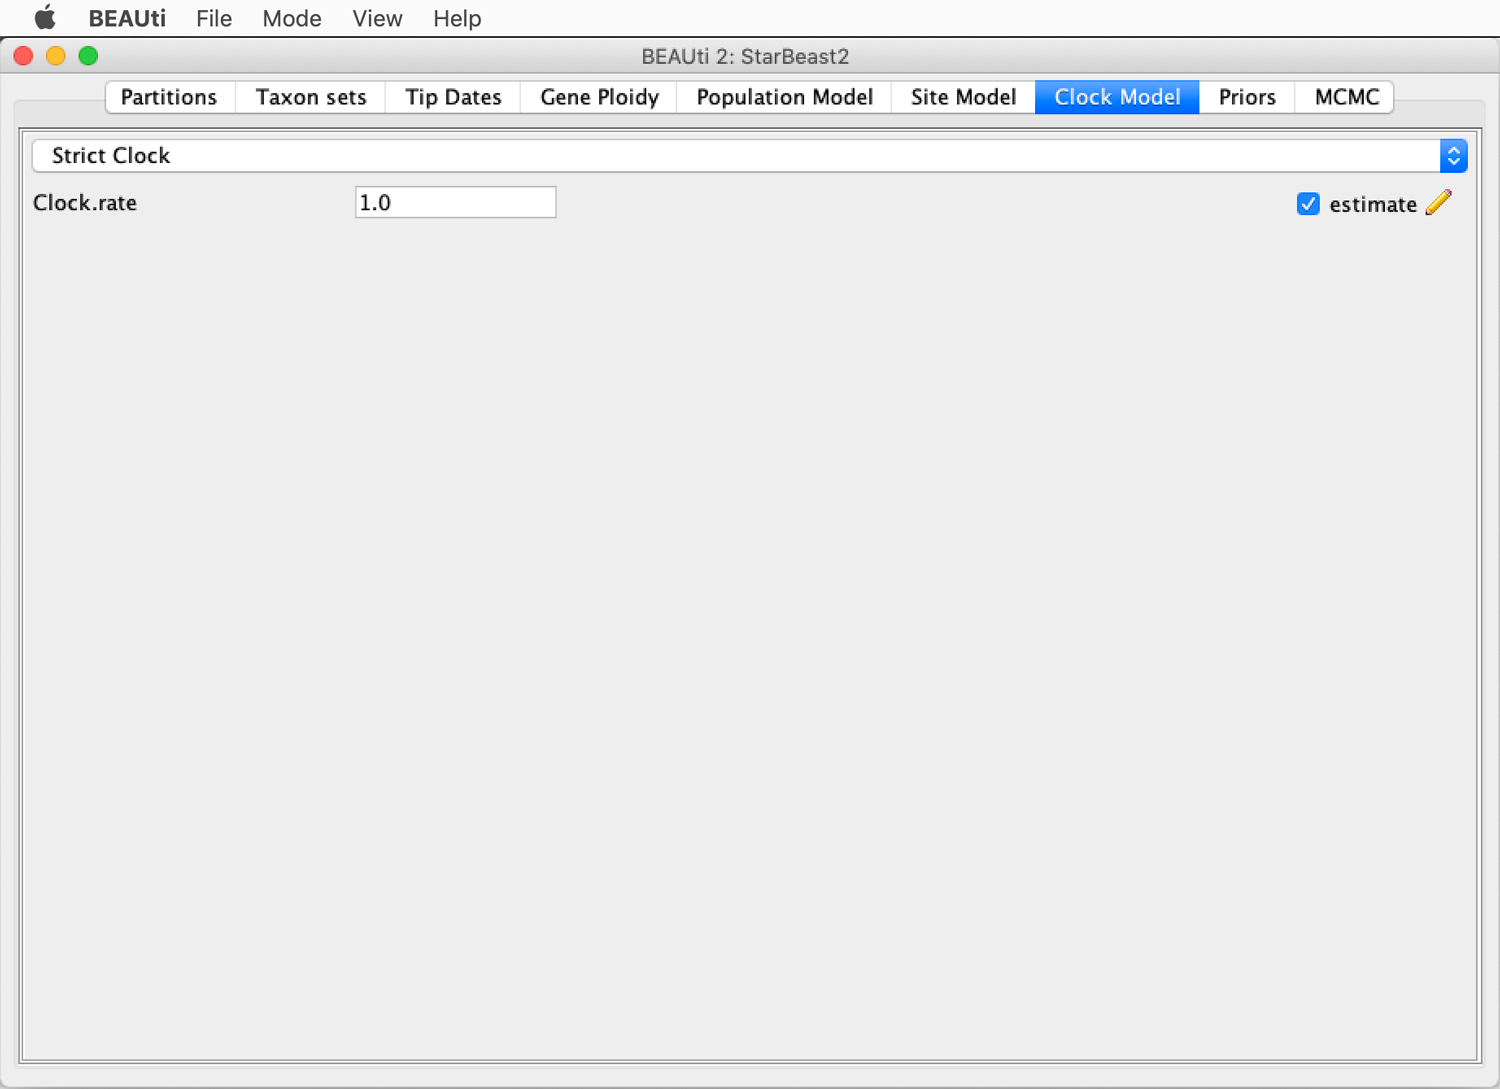 BEAUti File Mode View Help
BEAUti 2: StarBeast2
Partitions Taxon sets Tip Dates Gene Ploidy Population Model Site Model Clock Model Priors MCMC
Strict Clock
Clock.rate 1.0 estimate